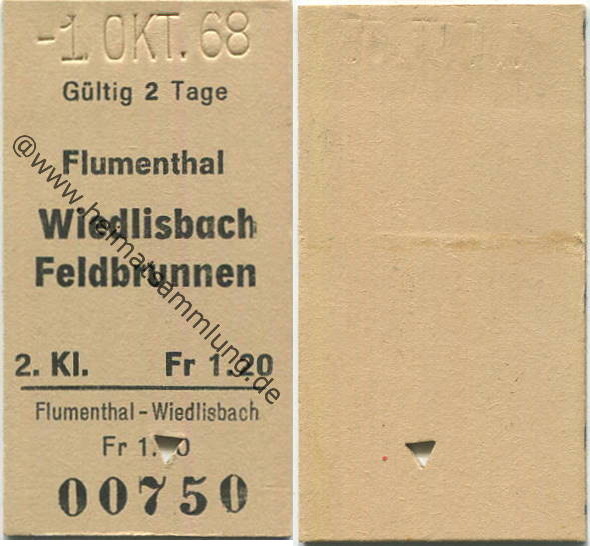 -1. OKT. 68
Gültig 2 Tage
Flumenthal
Wiedlisbach
Feldbrunnen
2. Kl. Fr 1.20
Flumenthal - Wiedlisbach
Fr
00750
@www.heimatsammlung.de